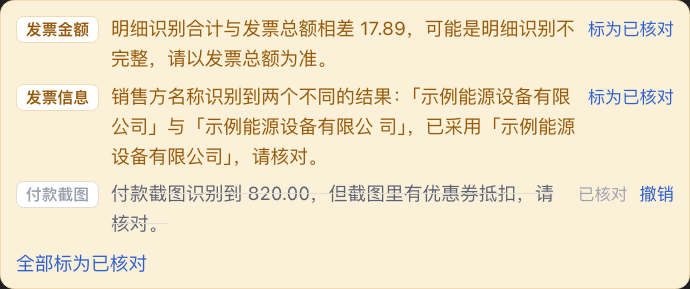 发票金额 明细识别合计与发票总额相差 17.89，可能是明细识别不 标为已核对
完整，请以发票总额为准。
发票信息 销售方名称识别到两个不同的结果：「示例能源设备有限 标为已核对
公司」与「示例能源设备有限公 司」，已采用「示例能源
设备有限公司」，请核对。
付款截图 付款截图识别到 820.00，但截图里有优惠券抵扣，请 已核对 撤销
核对。
全部标为已核对